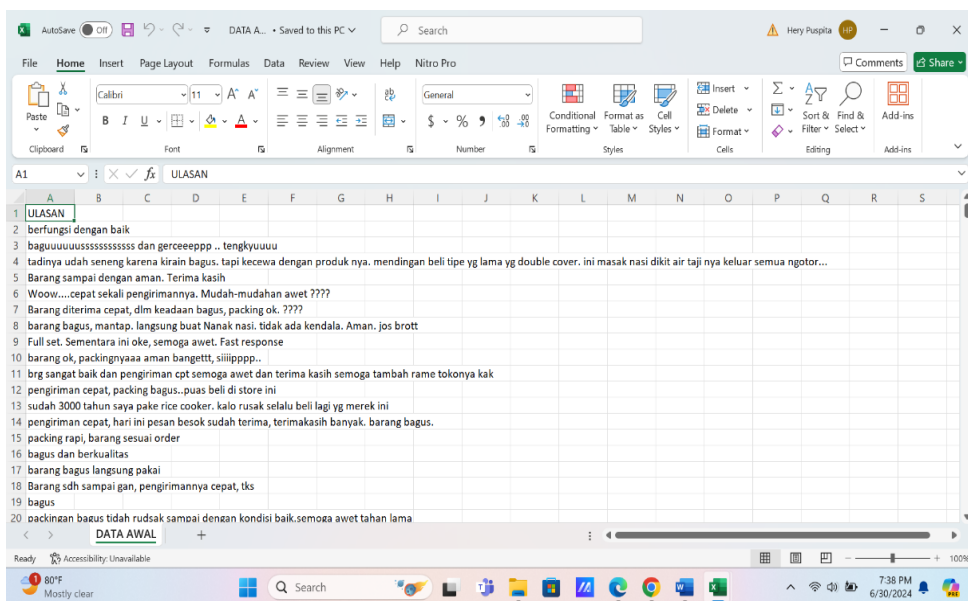 AutoSave Off DATA A... • Saved to this PC Search Hery Puspita HP
File Home Insert Page Layout Formulas Data Review View Help Nitro Pro Comments Share
Paste Calibri 11 A^ A˅ General Conditional Formatting Format as Table Cell Styles Insert Delete Format Sort & Filter Find & Select Add-ins
B I U A $ % 9
Clipboard Font Alignment Number Styles Cells Editing Add-ins
A1 fx ULASAN
A B C D E F G H I J K L M N O P Q R S
1 ULASAN
2 berfungsi dengan baik
3 baguuuuuussssssssssss dan gerceeeppp .. tengkyuuuu
4 tadinya udah seneng karena kirain bagus. tapi kecewa dengan produk nya. mendingan beli tipe yg lama yg double cover. ini masak nasi dikit air taji nya keluar semua ngotor...
5 Barang sampai dengan aman. Terima kasih
6 Woow....cepat sekali pengirimannya. Mudah-mudahan awet ????
7 Barang diterima cepat, dlm keadaan bagus, packing ok. ????
8 barang bagus, mantap. langsung buat Nanak nasi. tidak ada kendala. Aman. jos brott
9 Full set. Sementara ini oke, semoga awet. Fast response
10 barang ok, packingnyaaa aman bangettt, siiiipppp..
11 brg sangat baik dan pengiriman cpt semoga awet dan terima kasih semoga tambah rame tokonya kak
12 pengiriman cepat, packing bagus..puas beli di store ini
13 sudah 3000 tahun saya pake rice cooker. kalo rusak selalu beli lagi yg merek ini
14 pengiriman cepat, hari ini pesan besok sudah terima, terimakasih banyak. barang bagus.
15 packing rapi, barang sesuai order
16 bagus dan berkualitas
17 barang bagus langsung pakai
18 Barang sdh sampai gan, pengirimannya cepat, tks
19 bagus
20 packingan bagus tidah rudsak sampai dengan kondisi baik.semoga awet tahan lama
DATA AWAL
Ready Accessibility: Unavailable 100%
1 80°F Mostly clear Search 7:38 PM 6/30/2024